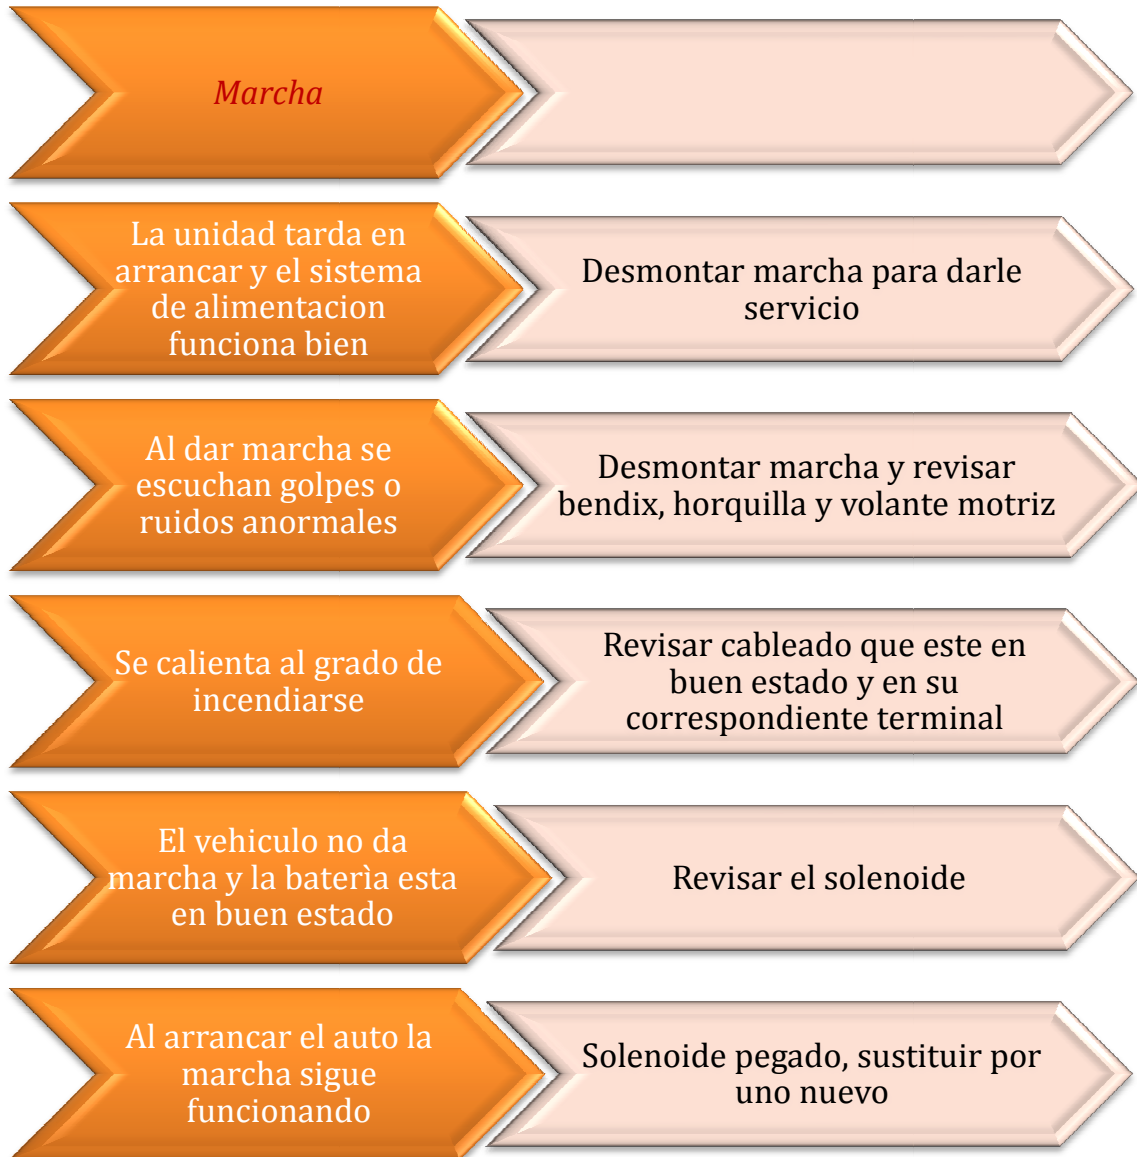 Marcha
La unidad tarda en
arrancar y el sistema
de alimentacion
funciona bien
Desmontar marcha para darle
servicio
Al dar marcha se
escuchan golpes o
ruidos anormales
Desmontar marcha y revisar
bendix, horquilla y volante motriz
Se calienta al grado de
incendiarse
Revisar cableado que este en
buen estado y en su
correspondiente terminal
El vehiculo no da
marcha y la baterìa esta
en buen estado
Revisar el solenoide
Al arrancar el auto la
marcha sigue
funcionando
Solenoide pegado, sustituir por
uno nuevo